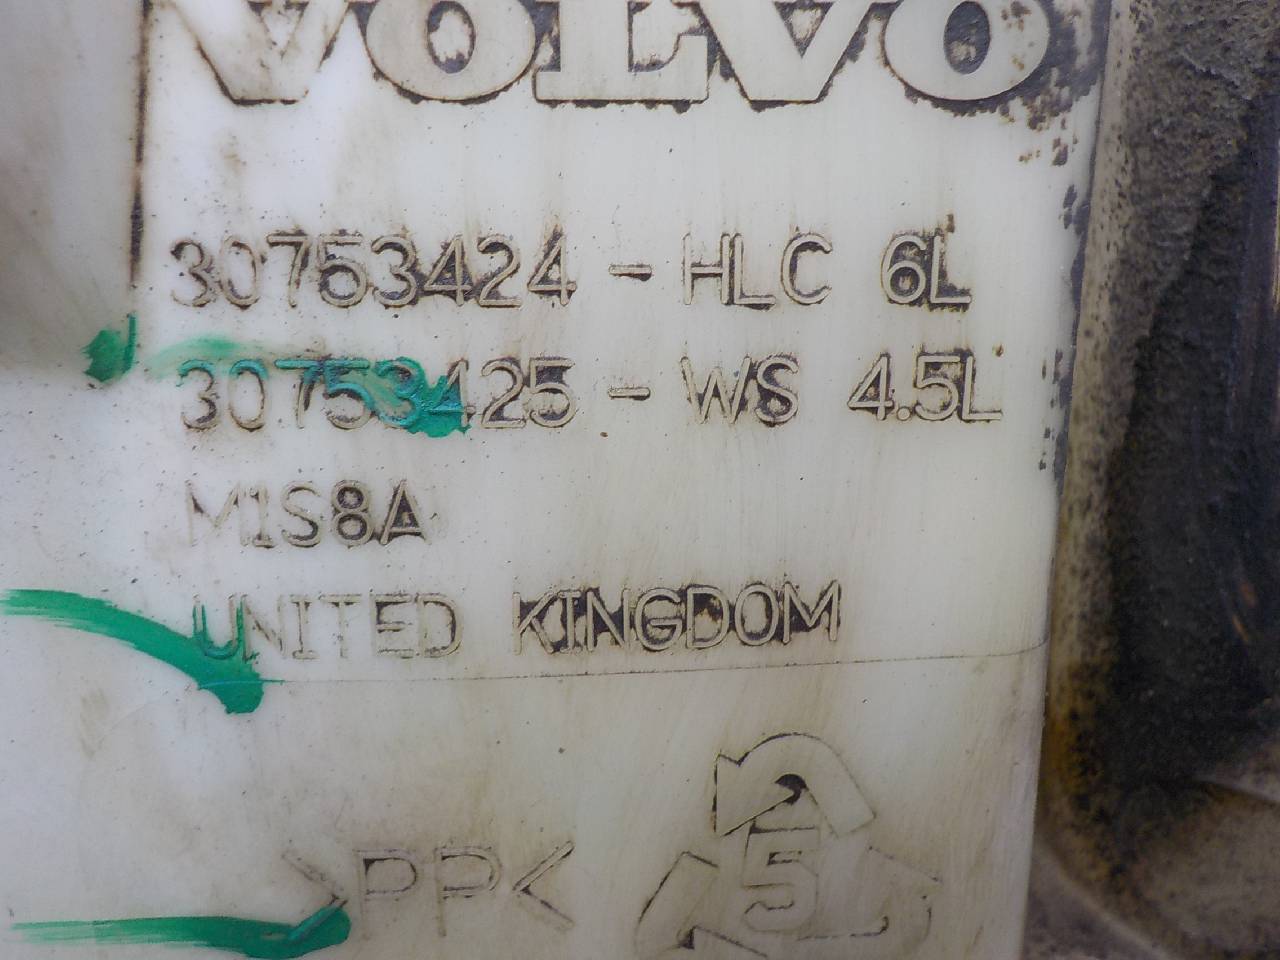 VOLVO
30753424 - HLC 6L
30753425 - WS 4.5L
M1S8A
UNITED KINGDOM
>PP<
5